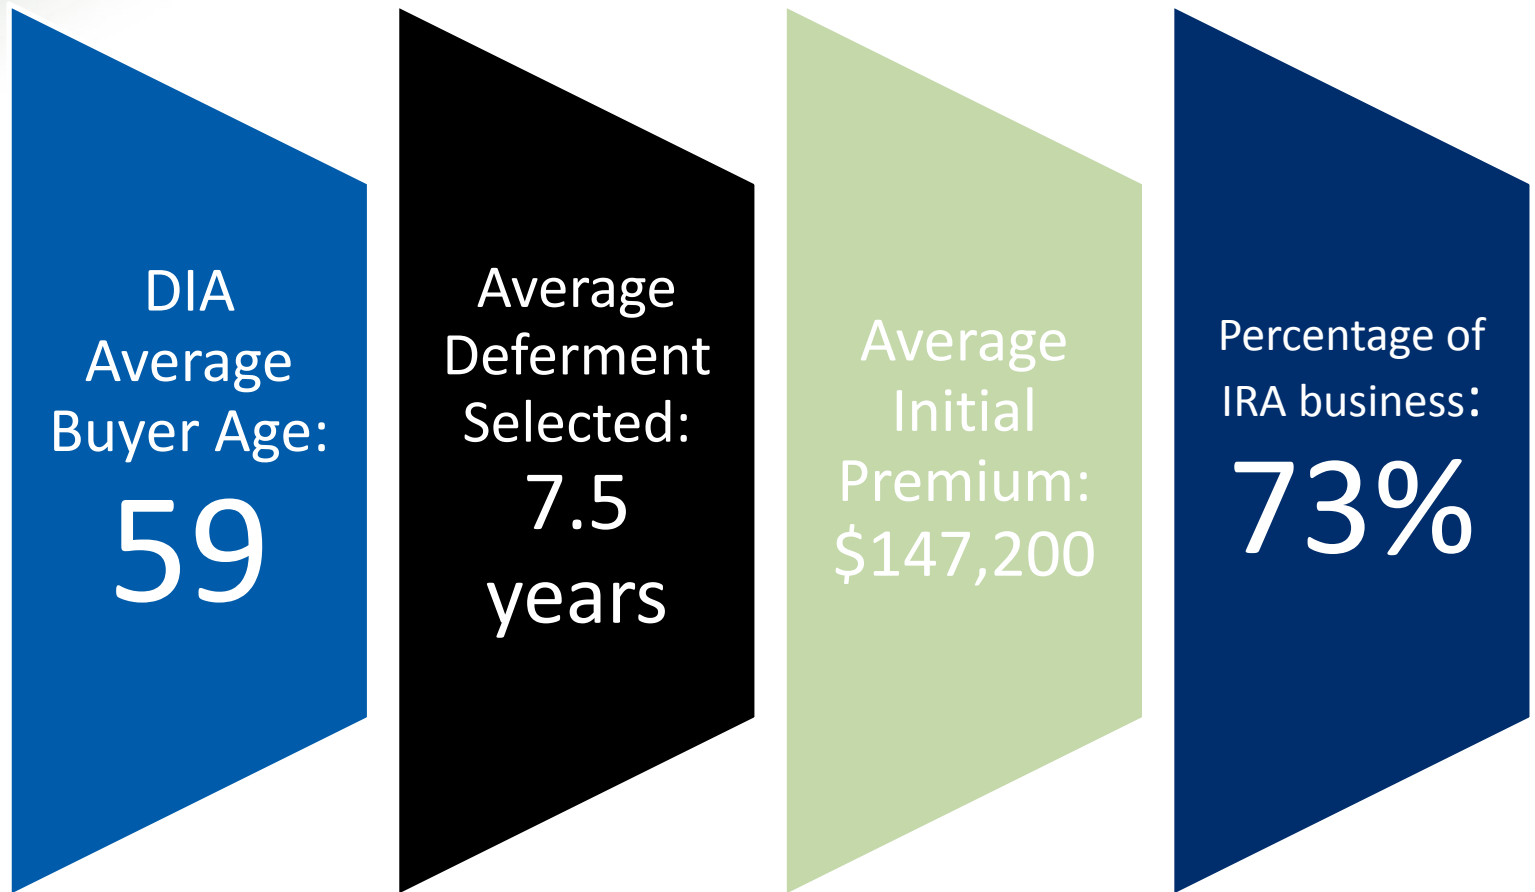 DIA
Average
Buyer Age:
59
Average
Deferment
Selected:
7.5
years
Average
Initial
Premium:
$147,200
Percentage of
IRA business:
73%